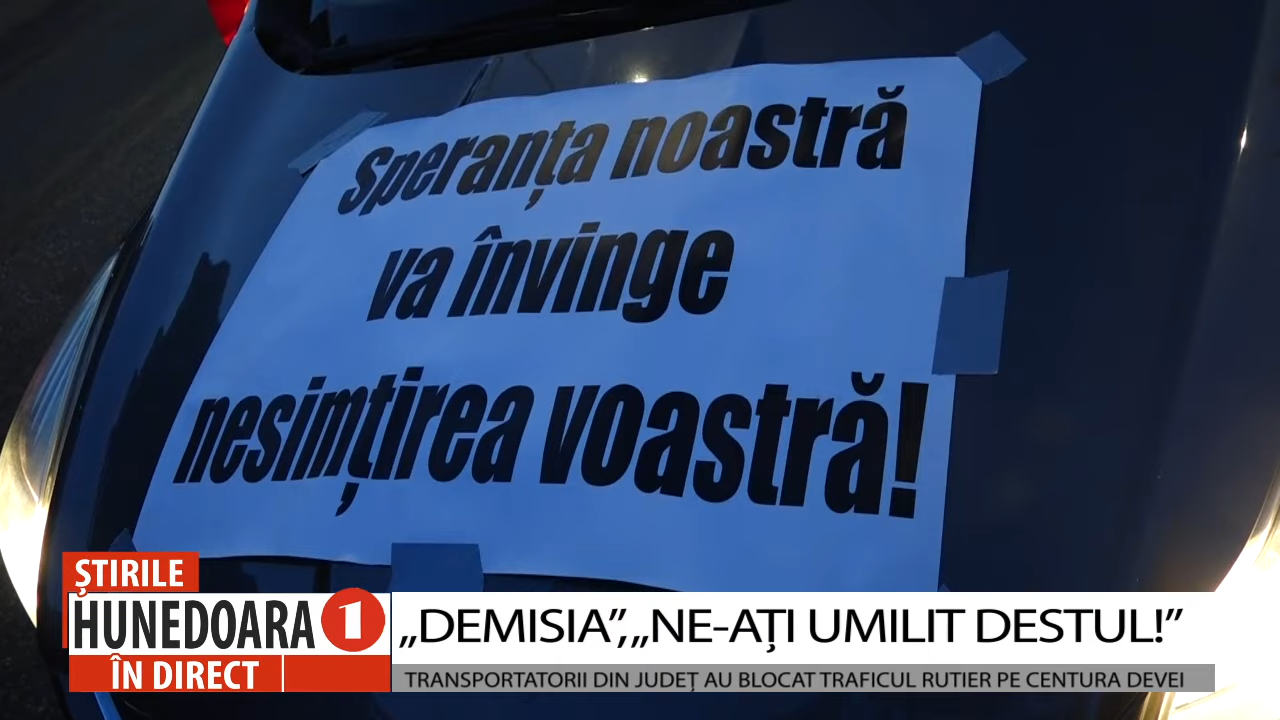 Speranța noastră
va învinge
nesimțirea voastră!
ȘTIRILE
HUNEDOARA 1
ÎN DIRECT
„DEMISIA”,„NE-AŢI UMILIT DESTUL!”
TRANSPORTATORII DIN JUDEȚ AU BLOCAT TRAFICUL RUTIER PE CENTURA DEVEI